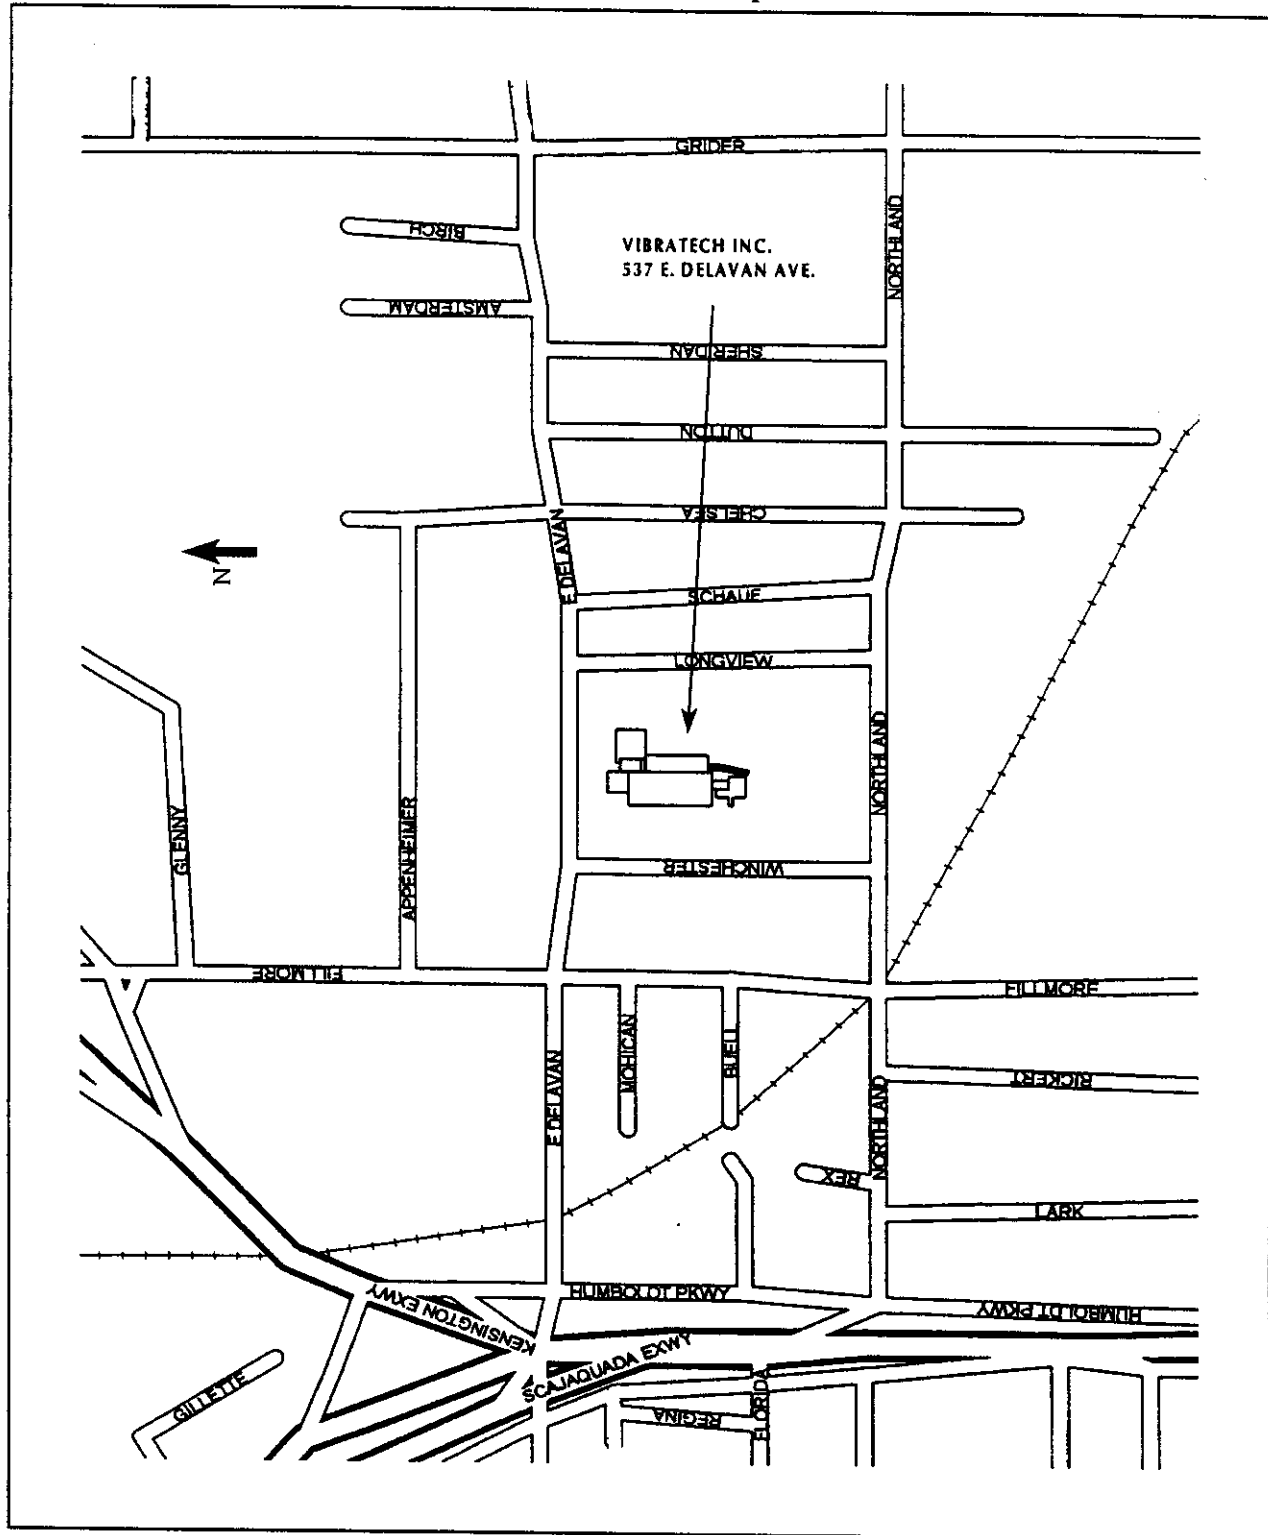 GRIDER
BIRCH
NORTHLAND
VIBRATECH INC.
537 E. DELAVAN AVE.
AMSTERDAM
SHERIDAN
DUTTON
CHELSEA
E DELAVAN
N
SCHAUF
LONGVIEW
NORTHLAND
GLENNY
APPENHEIMER
WINCHESTER
FILLMORE
FILLMORE
MOHICAN
BUELL
E DELAVAN
RICKERT
NORTHLAND
REX
LARK
HUMBOLDT PKWY
HUMBOLDT PKWY
KENSINGTON EXWY
SCAJAQUADA EXWY
GILLETTE
REGINA
FLORIDA